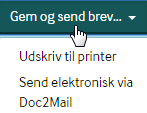 Gem og send brev...
Udskriv til printer
Send elektronisk via
Doc2Mail